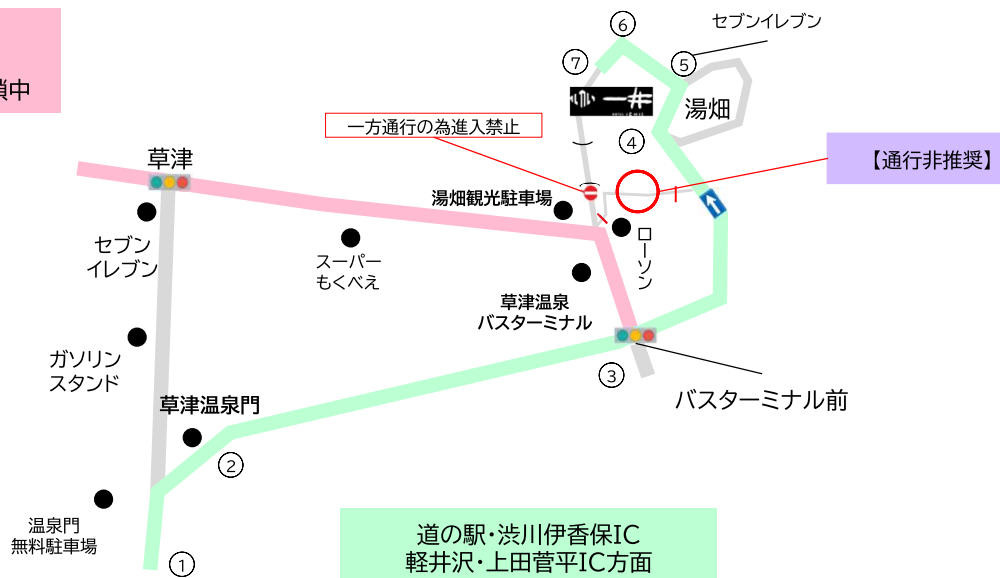 セブンイレブン
⑥
⑦
⑤
鎖中
湯畑
一井
一方通行の為進入禁止
④
【通行非推奨】
草津
湯畑観光駐車場
セブン
イレブン
スーパー
もくべえ
ローソン
草津温泉
バスターミナル
ガソリン
スタンド
③
バスターミナル前
草津温泉門
②
温泉門
無料駐車場
①
道の駅・渋川伊香保IC
軽井沢・上田菅平IC方面